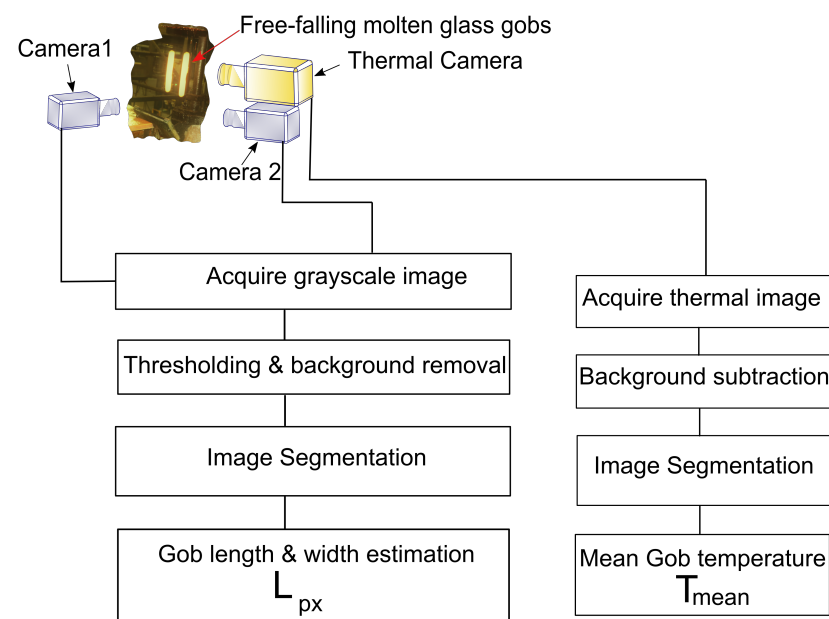 Free-falling molten glass gobs
Camera1
Thermal Camera
Camera 2
Acquire grayscale image
Thresholding & background removal
Image Segmentation
Gob length & width estimation
L px
Acquire thermal image
Background subtraction
Image Segmentation
Mean Gob temperature
Tmean